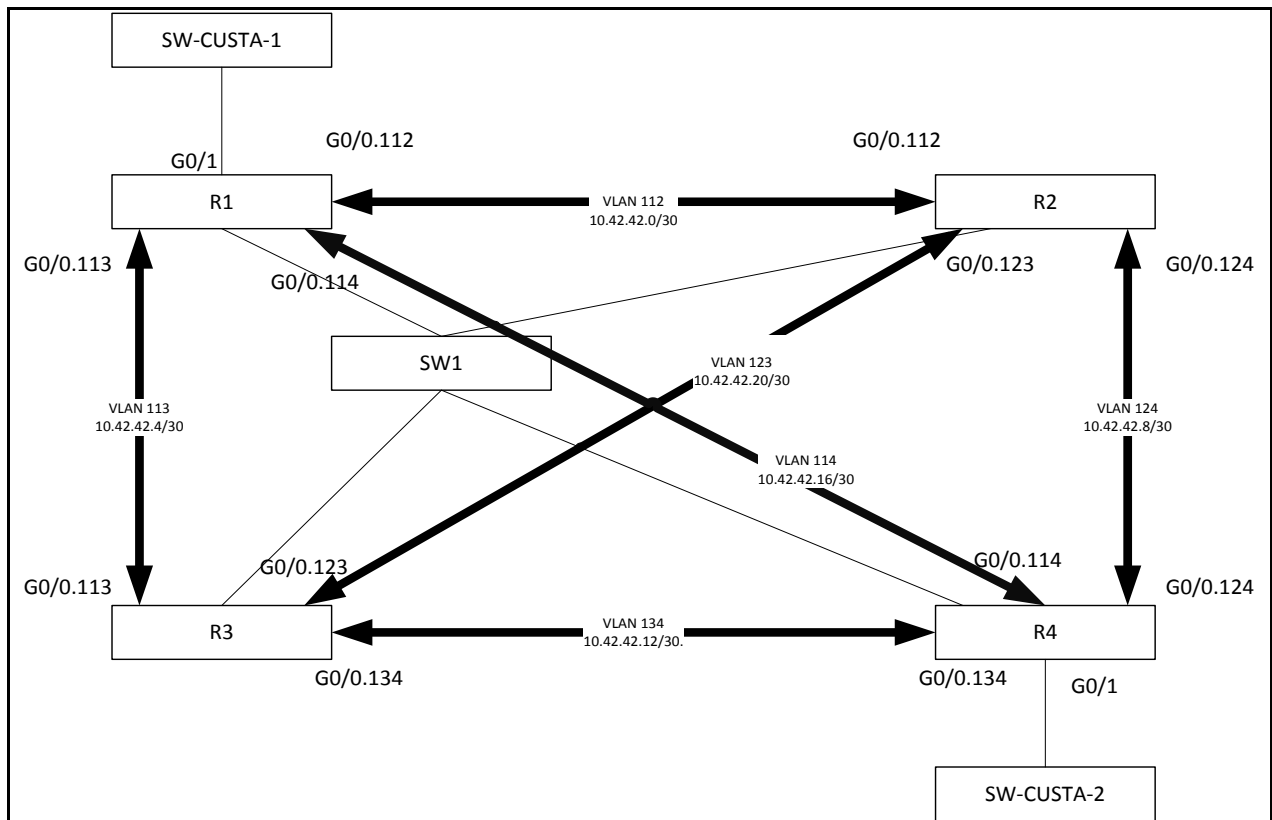 SW-CUSTA-1
G0/0.112
G0/0.112
G0/1
R1
VLAN 112
10.42.42.0/30
R2
G0/0.113
G0/0.114
G0/0.123
G0/0.124
SW1
VLAN 123
10.42.42.20/30
VLAN 113
10.42.42.4/30
VLAN 124
10.42.42.8/30
VLAN 114
10.42.42.16/30
G0/0.113
G0/0.123
G0/0.114
G0/0.124
R3
VLAN 134
10.42.42.12/30.
R4
G0/0.134
G0/0.134
G0/1
SW-CUSTA-2